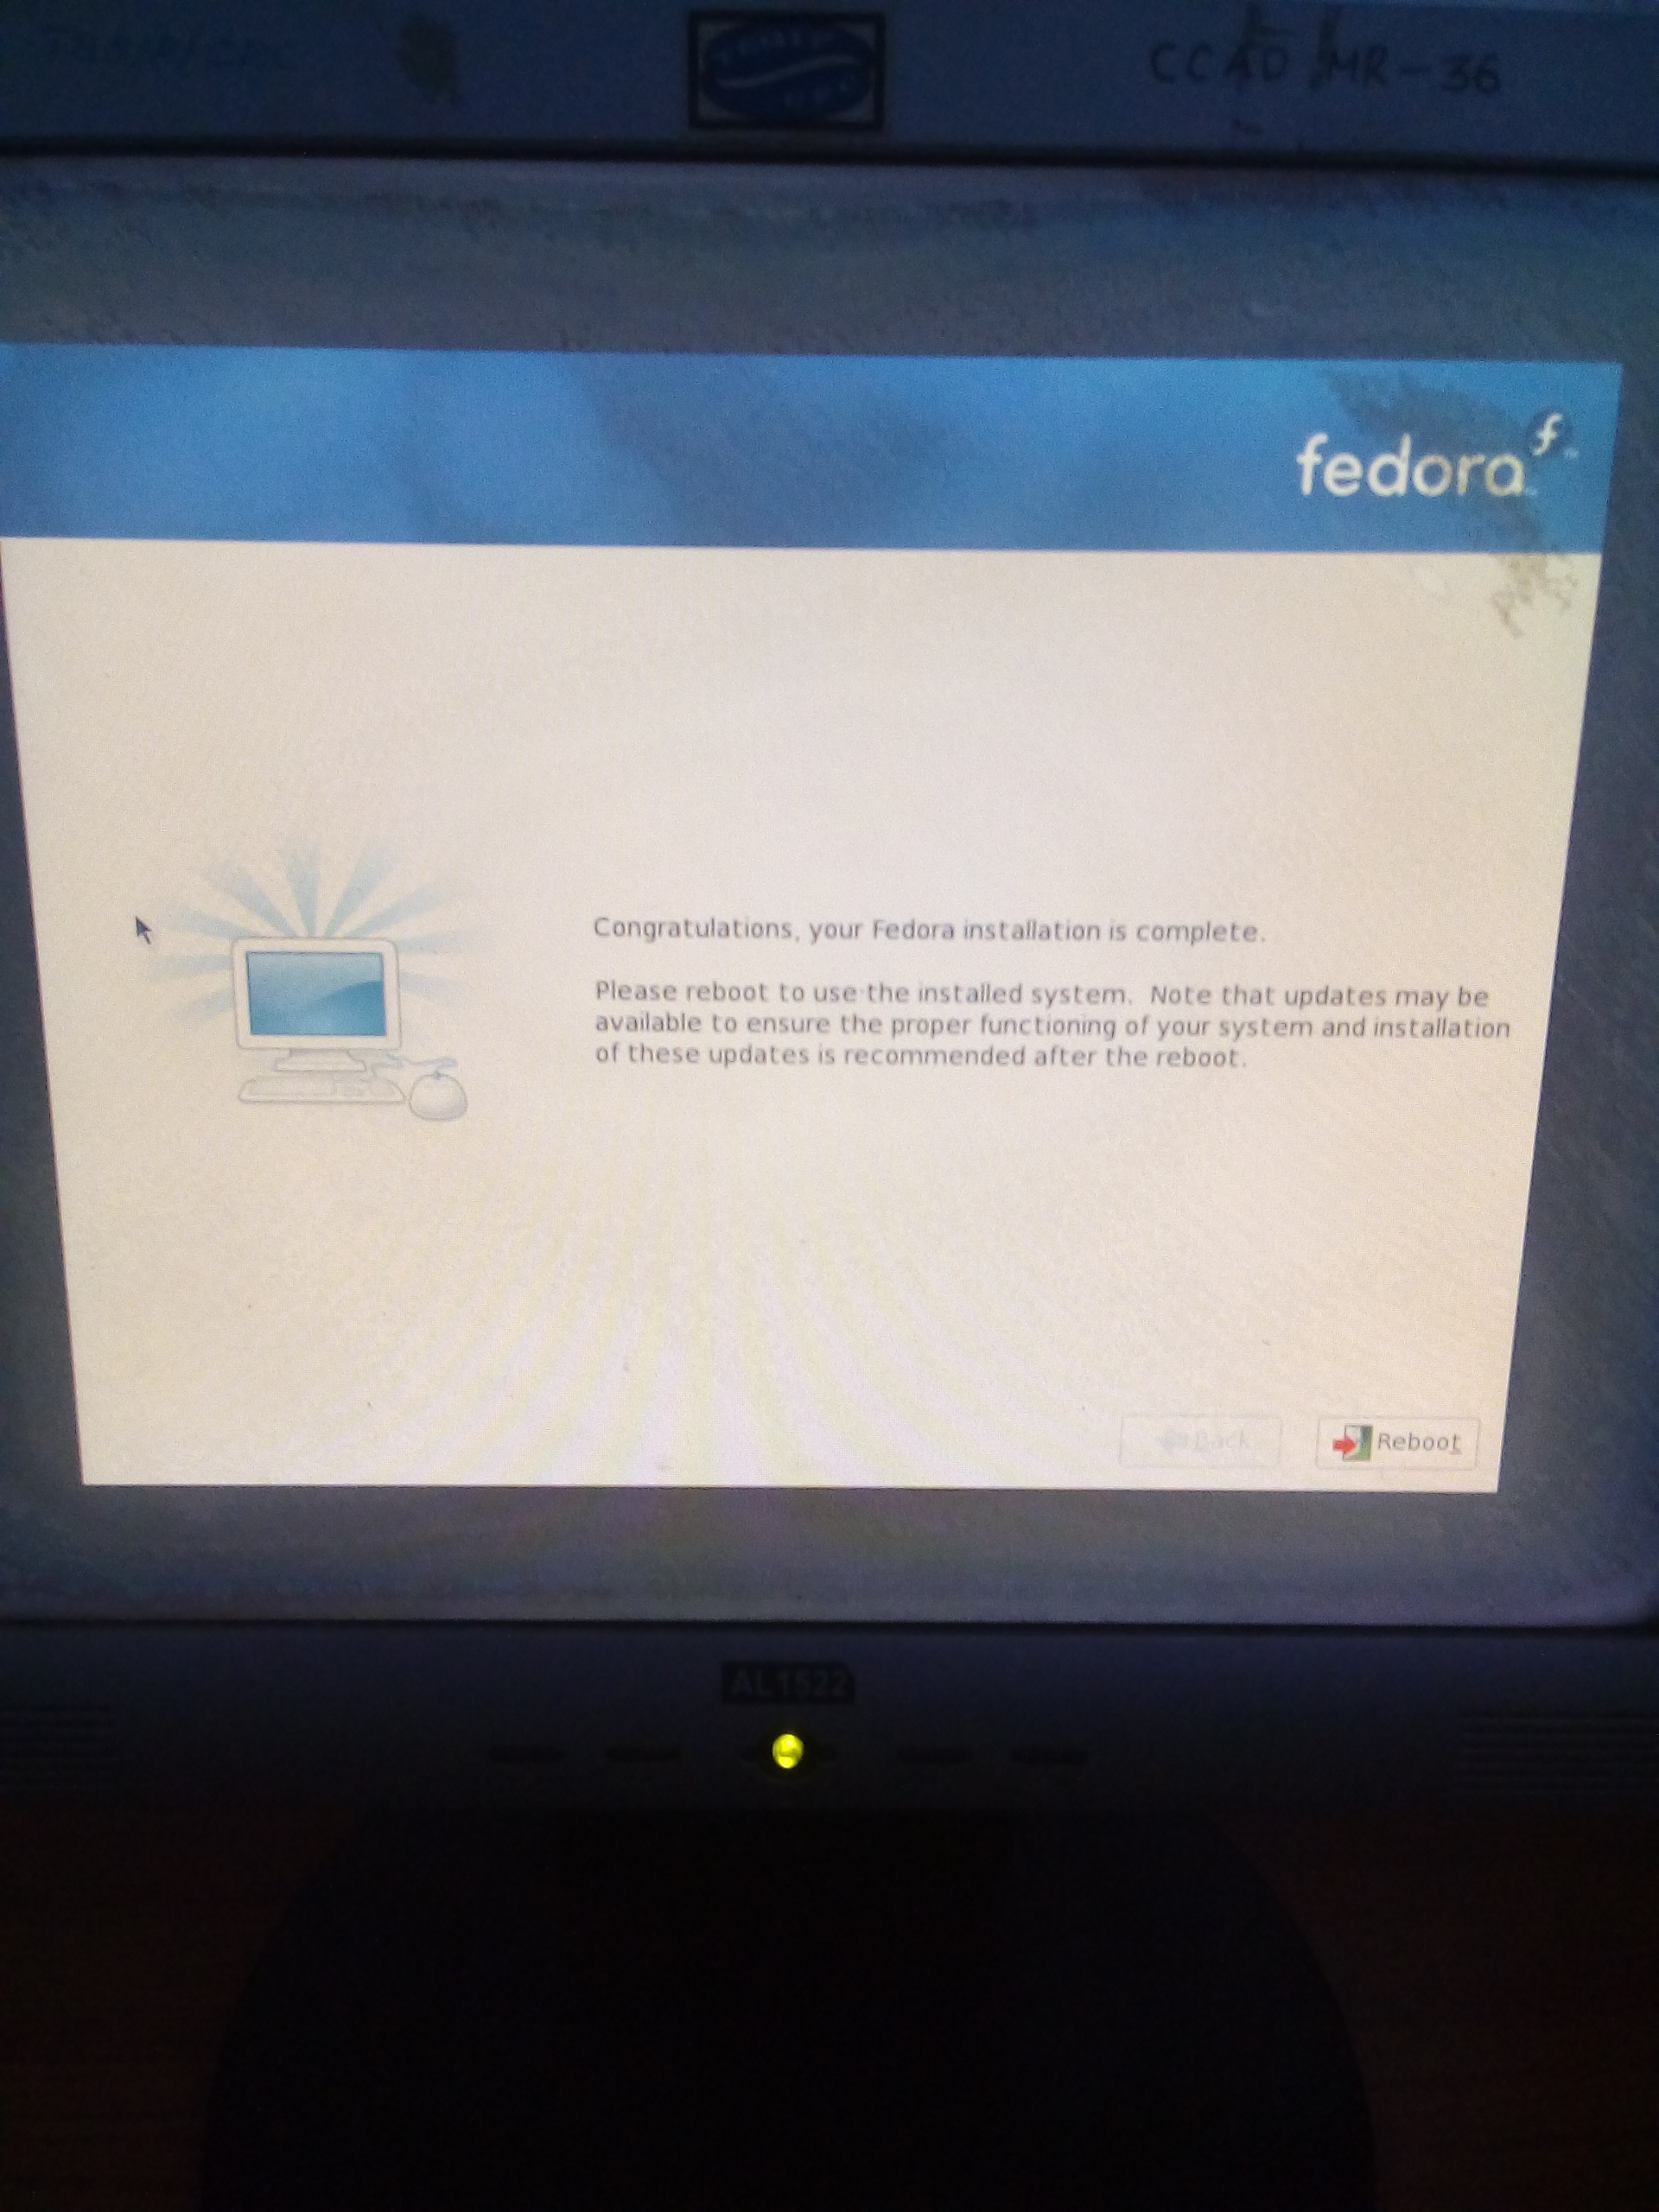 CCAD MR-36
fedora
Congratulations, your Fedora installation is complete.
Please reboot to use the installed system.  Note that updates may be
available to ensure the proper functioning of your system and installation
of these updates is recommended after the reboot.
Back
Reboot
AL1522